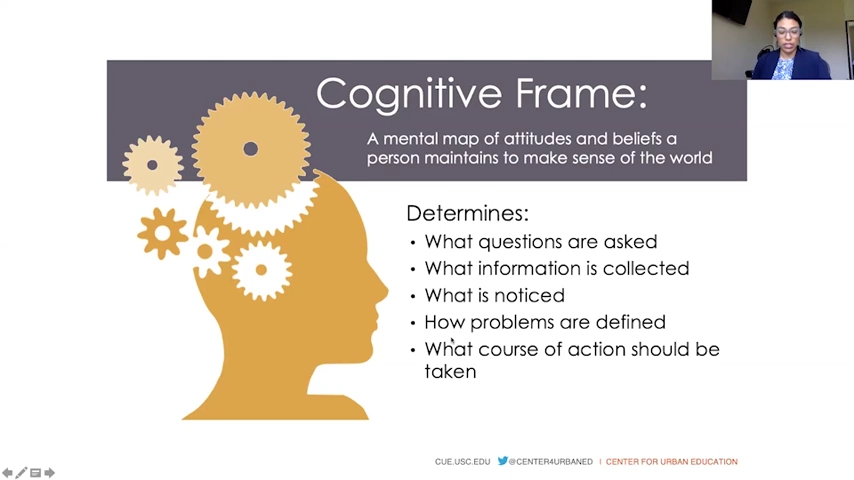 Cognitive Frame:
A mental map of attitudes and beliefs a
person maintains to make sense of the world
Determines:
• What questions are asked
• What information is collected
• What is noticed
• How problems are defined
• What course of action should be
taken
CUE.USC.EDU @CENTER4URBANED | CENTER FOR URBAN EDUCATION